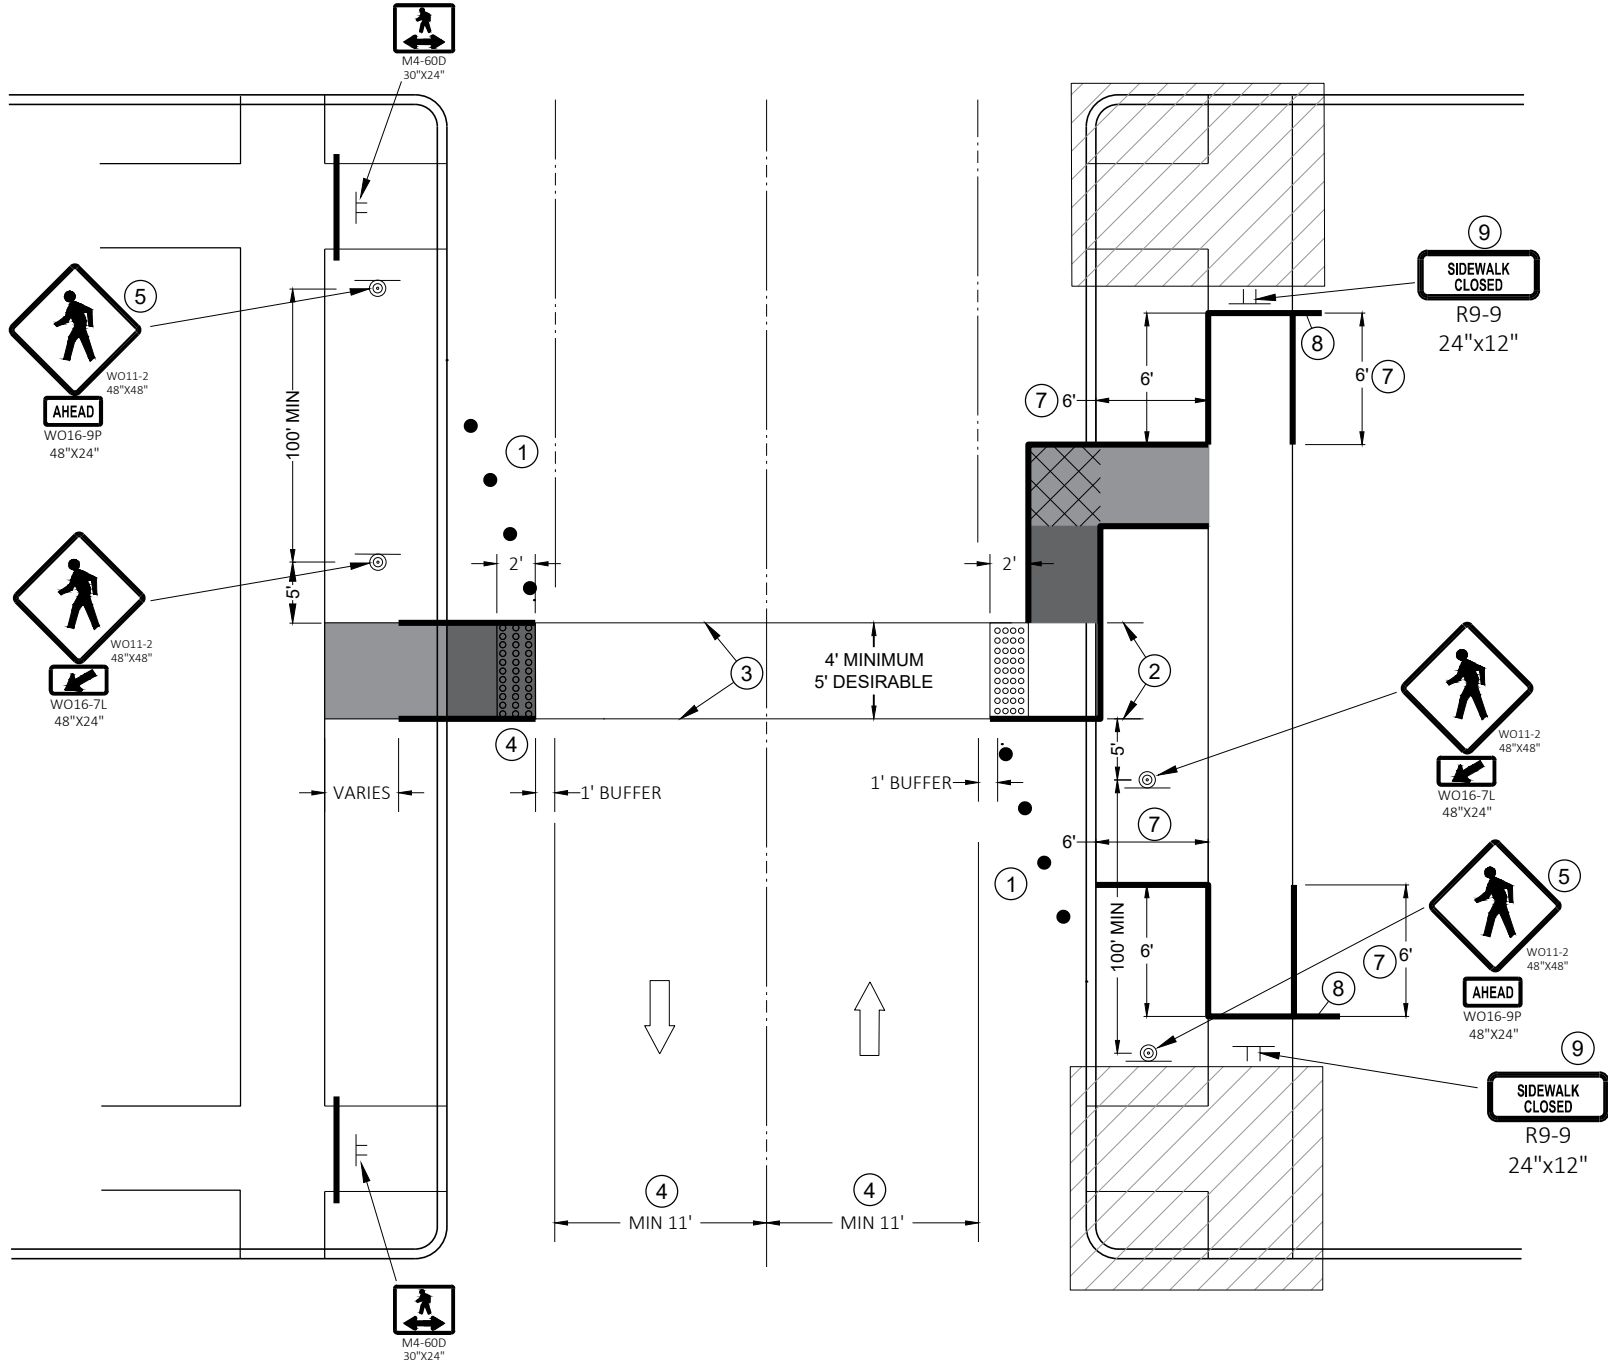 M4-60D
30"X24"
9
SIDEWALK
CLOSED
R9-9
24"x12"
5
WO11-2
48"X48"
AHEAD
WO16-9P
48"X24"
8
6'
6'
7
7
6'
100' MIN
1
WO11-2
48"X48"
WO16-7L
48"X24"
5'
2'
2'
3
4' MINIMUM
5' DESIRABLE
2
4
VARIES
1' BUFFER
1' BUFFER
5'
WO11-2
48"X48"
WO16-7L
48"X24"
7
6'
1
100' MIN
6'
7
6'
8
5
WO11-2
48"X48"
AHEAD
WO16-9P
48"X24"
9
SIDEWALK
CLOSED
R9-9
24"x12"
4
MIN 11'
4
MIN 11'
M4-60D
30"X24"